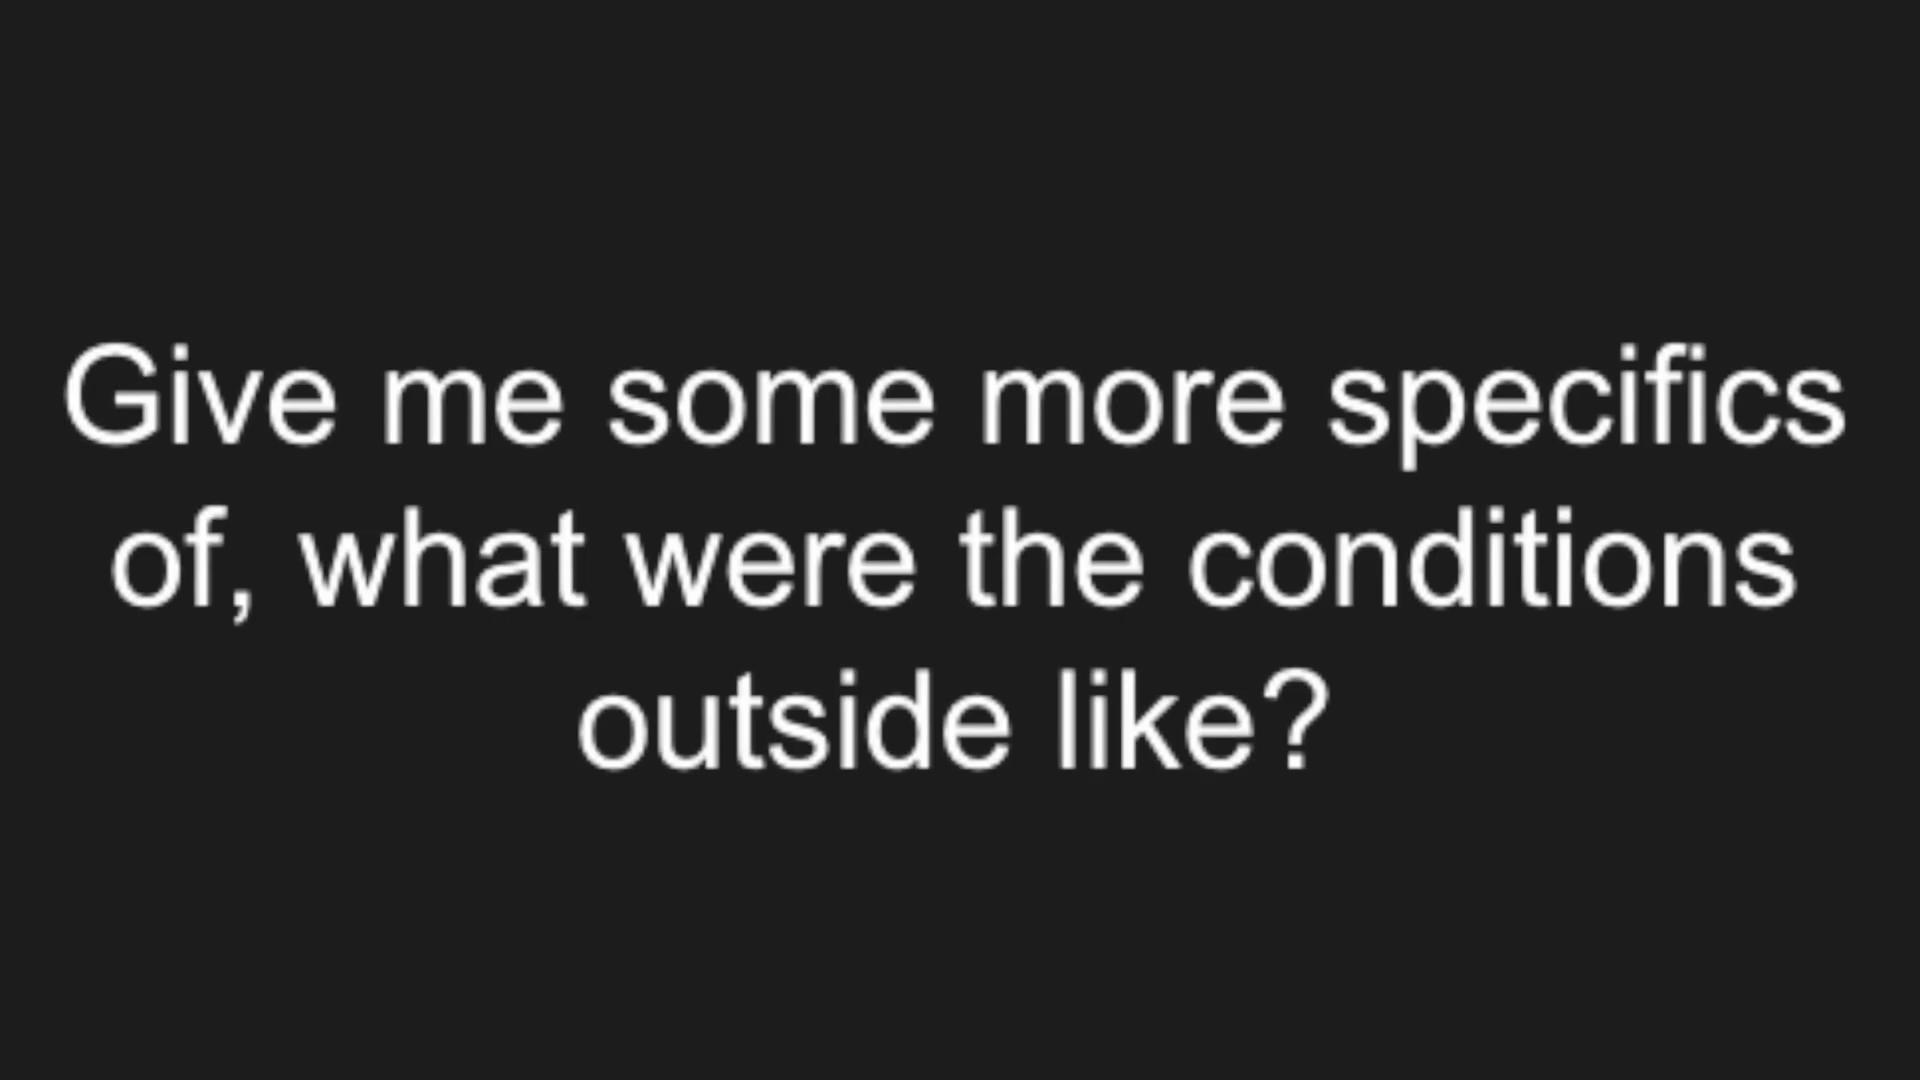 Give me some more specifics
of, what were the conditions
outside like?